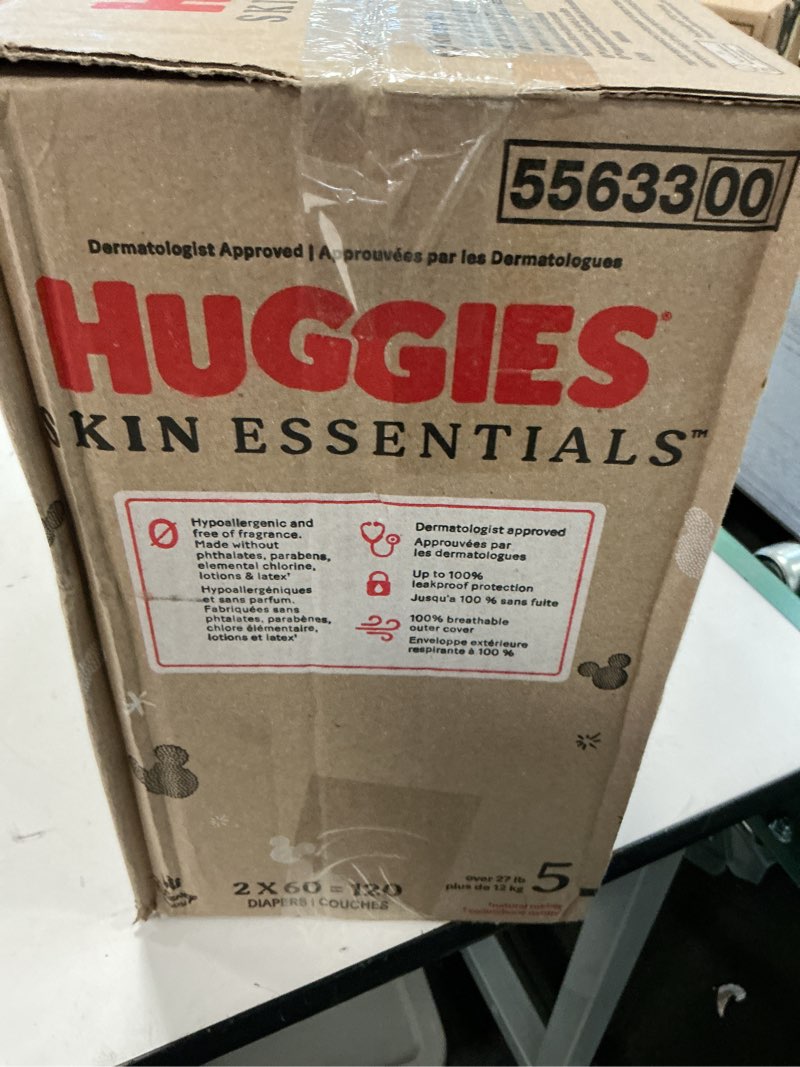 5563300
Dermatologist Approved | Approuvées par les Dermatologues
HUGGIES®
SKIN ESSENTIALS™
Hypoallergenic and
free of fragrance.
Made without
phthalates, parabens,
elemental chlorine,
lotions & latex*
Hypoallergéniques
et sans parfum.
Fabriquées sans
phtalates, parabènes,
chlore élémentaire,
lotions et latex*
Dermatologist approved
Approuvées par
les dermatologues
Up to 100%
leakproof protection
Jusqu'a 100 % sans fuite
100% breathable
outer cover
Enveloppe extérieure
respirante à 100 %
2 X 60 = 120
DIAPERS | COUCHES
over 27 lb
plus de 12 kg
5